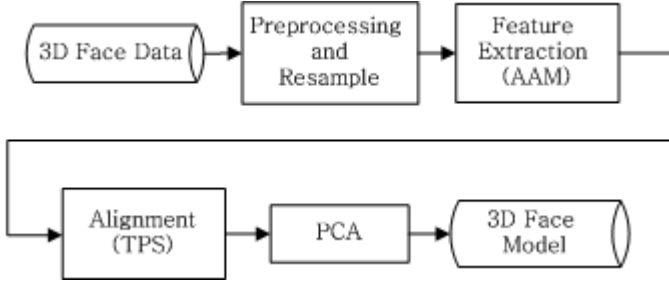 3D Face Data
Preprocessing
and
Resample
Feature
Extraction
(AAM)
Alignment
(TPS)
PCA
3D Face
Model